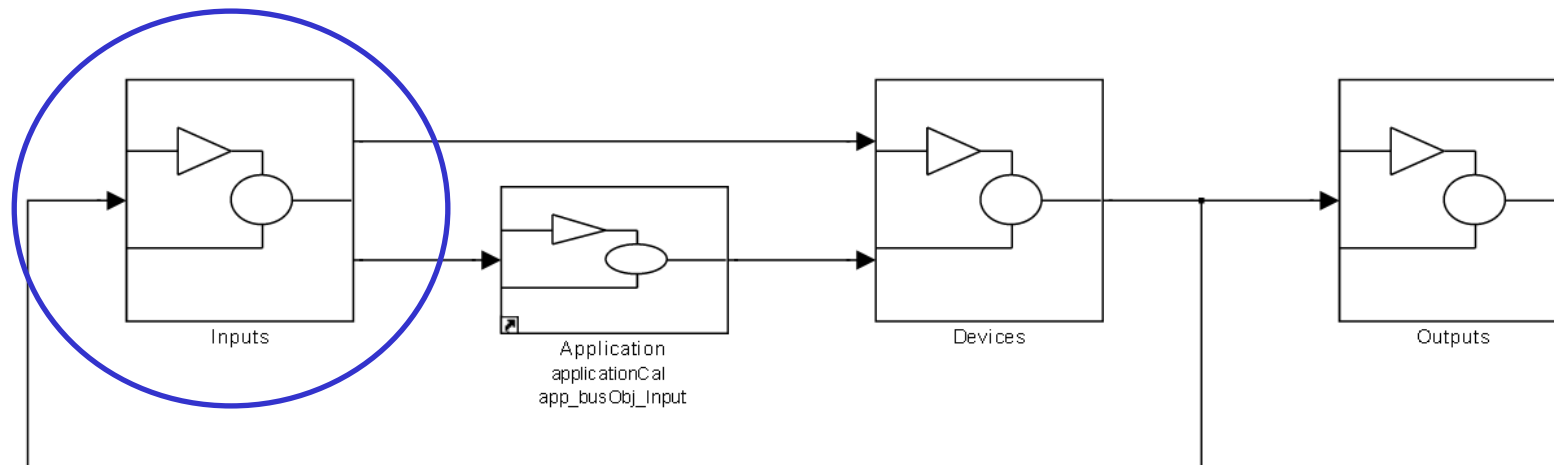 Inputs
Application
applicationCal
app_busObj_Input
Devices
Outputs